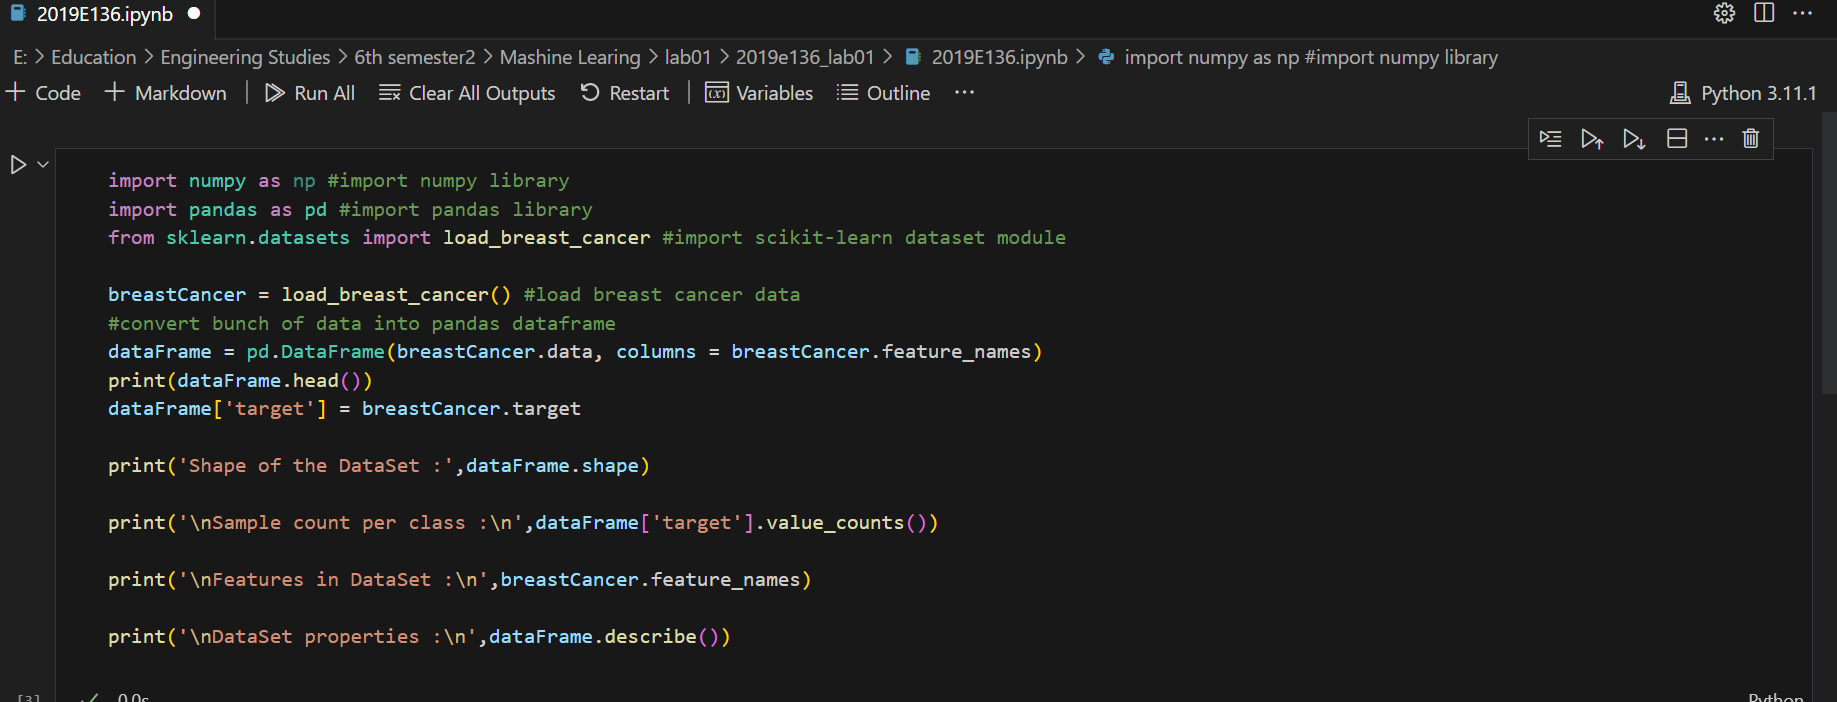 2019E136.ipynb
E: > Education > Engineering Studies > 6th semester2 > Mashine Learing > lab01 > 2019e136_lab01 > 2019E136.ipynb > import numpy as np #import numpy library
+ Code + Markdown | Run All Clear All Outputs Restart | Variables Outline ... Python 3.11.1
import numpy as np #import numpy library
import pandas as pd #import pandas library
from sklearn.datasets import load_breast_cancer #import scikit-learn dataset module
breastCancer = load_breast_cancer() #load breast cancer data
#convert bunch of data into pandas dataframe
dataFrame = pd.DataFrame(breastCancer.data, columns = breastCancer.feature_names)
print(dataFrame.head())
dataFrame['target'] = breastCancer.target
print('Shape of the DataSet :',dataFrame.shape)
print('\nSample count per class :\n',dataFrame['target'].value_counts())
print('\nFeatures in DataSet :\n',breastCancer.feature_names)
print('\nDataSet properties :\n',dataFrame.describe())
[3] 0.0s Python